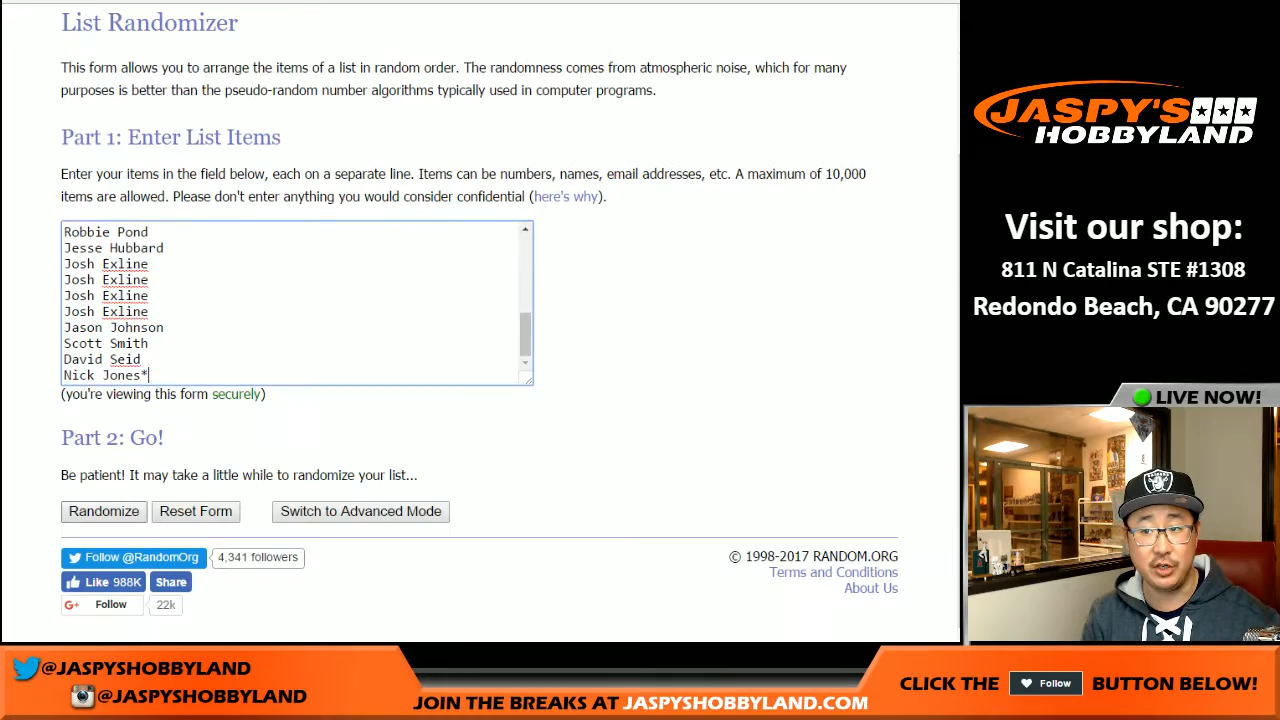 List Randomizer
This form allows you to arrange the items of a list in random order. The randomness comes from atmospheric noise, which for many
purposes is better than the pseudo-random number algorithms typically used in computer programs.
Part 1: Enter List Items
Enter your items in the field below, each on a separate line. Items can be numbers, names, email addresses, etc. A maximum of 10,000
items are allowed. Please don't enter anything you would consider confidential (here's why).
Robbie Pond
Jesse Hubbard
Josh Exline
Josh Exline
Josh Exline
Josh Exline
Jason Johnson
Scott Smith
David Seid
Nick Jones*
(you're viewing this form securely)
Part 2: Go!
Be patient! It may take a little while to randomize your list...
Randomize
Reset Form
Switch to Advanced Mode
Follow @RandomOrg
4,341 followers
Like 988K
Share
Follow
22k
© 1998-2017 RANDOM.ORG
Terms and Conditions
About Us
JASPY'S
HOBBYLAND
Visit our shop:
811 N Catalina STE #1308
Redondo Beach, CA 90277
LIVE NOW!
RAIDERS
@JASPYSHOBBYLAND
@JASPYSHOBBYLAND
JOIN THE BREAKS AT JASPYSHOBBYLAND.COM
CLICK THE
Follow
BUTTON BELOW!